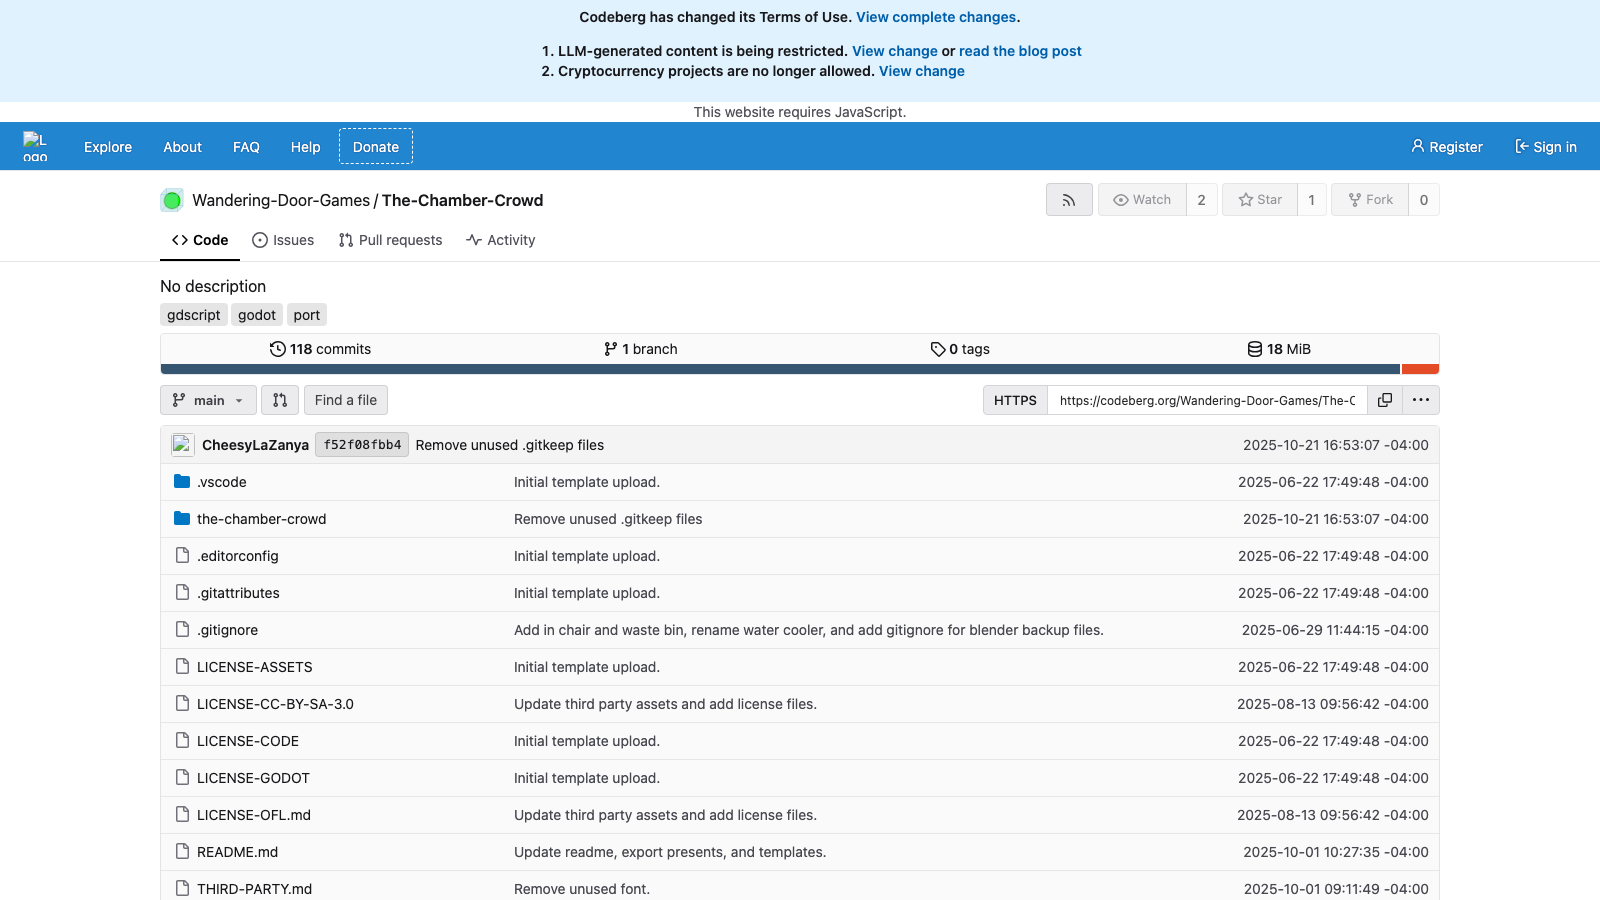 Codeberg has changed its Terms of Use. View complete changes.
1. LLM-generated content is being restricted. View change or read the blog post
2. Cryptocurrency projects are no longer allowed. View change
This website requires JavaScript.
Logo Explore About FAQ Help Donate Register Sign in
Wandering-Door-Games / The-Chamber-Crowd Watch 2 Star 1 Fork 0
Code Issues Pull requests Activity
No description
gdscript godot port
118 commits 1 branch 0 tags 18 MiB
main Find a file HTTPS https://codeberg.org/Wandering-Door-Games/The-C
CheesyLaZanya f52f08fbb4 Remove unused .gitkeep files 2025-10-21 16:53:07 -04:00
.vscode Initial template upload. 2025-06-22 17:49:48 -04:00
the-chamber-crowd Remove unused .gitkeep files 2025-10-21 16:53:07 -04:00
.editorconfig Initial template upload. 2025-06-22 17:49:48 -04:00
.gitattributes Initial template upload. 2025-06-22 17:49:48 -04:00
.gitignore Add in chair and waste bin, rename water cooler, and add gitignore for blender backup files. 2025-06-29 11:44:15 -04:00
LICENSE-ASSETS Initial template upload. 2025-06-22 17:49:48 -04:00
LICENSE-CC-BY-SA-3.0 Update third party assets and add license files. 2025-08-13 09:56:42 -04:00
LICENSE-CODE Initial template upload. 2025-06-22 17:49:48 -04:00
LICENSE-GODOT Initial template upload. 2025-06-22 17:49:48 -04:00
LICENSE-OFL.md Update third party assets and add license files. 2025-08-13 09:56:42 -04:00
README.md Update readme, export presents, and templates. 2025-10-01 10:27:35 -04:00
THIRD-PARTY.md Remove unused font. 2025-10-01 09:11:49 -04:00